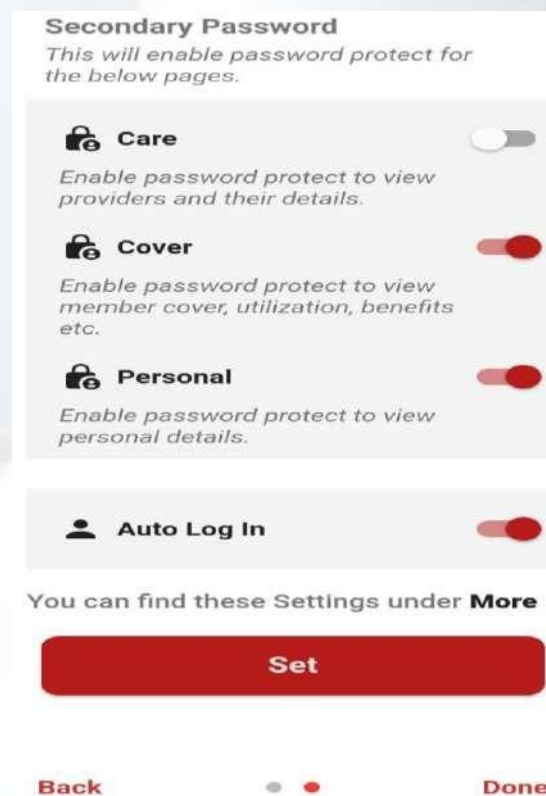 Secondary Password
This will enable password protect for
the below pages.
Care
Enable password protect to view
providers and their details.
Cover
Enable password protect to view
member cover, utilization, benefits
etc.
Personal
Enable password protect to view
personal details.
Auto Log In
You can find these Settings under More
Set
Back
Done